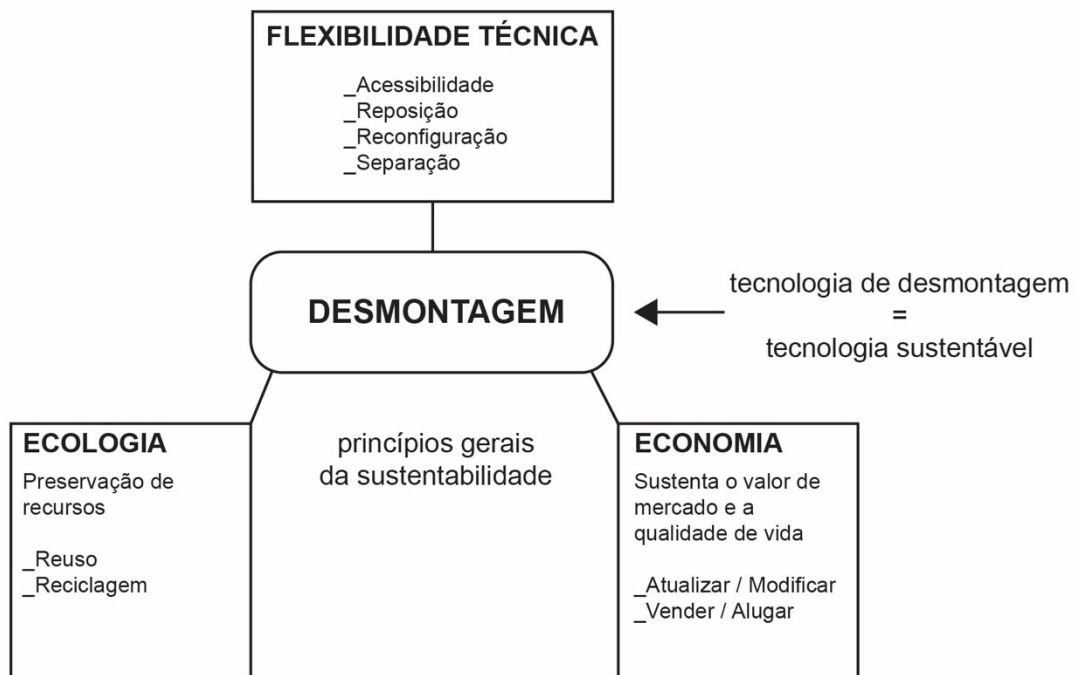 FLEXIBILIDADE TÉCNICA
_Acessibilidade
_Reposição
_Reconfiguração
_Separação
DESMONTAGEM
tecnologia de desmontagem
=
tecnologia sustentável
ECOLOGIA
Preservação de
recursos
_Reuso
_Reciclagem
princípios gerais
da sustentabilidade
ECONOMIA
Sustenta o valor de
mercado e a
qualidade de vida
_Atualizar / Modificar
_Vender / Alugar